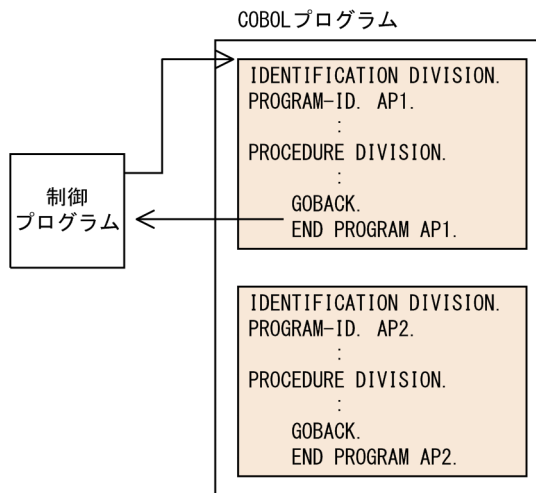 COBOLプログラム
IDENTIFICATION DIVISION.
PROGRAM-ID. AP1.
:
PROCEDURE DIVISION.
:
GOBACK.
END PROGRAM AP1.
制御
プログラム
IDENTIFICATION DIVISION.
PROGRAM-ID. AP2.
:
PROCEDURE DIVISION.
:
GOBACK.
END PROGRAM AP2.